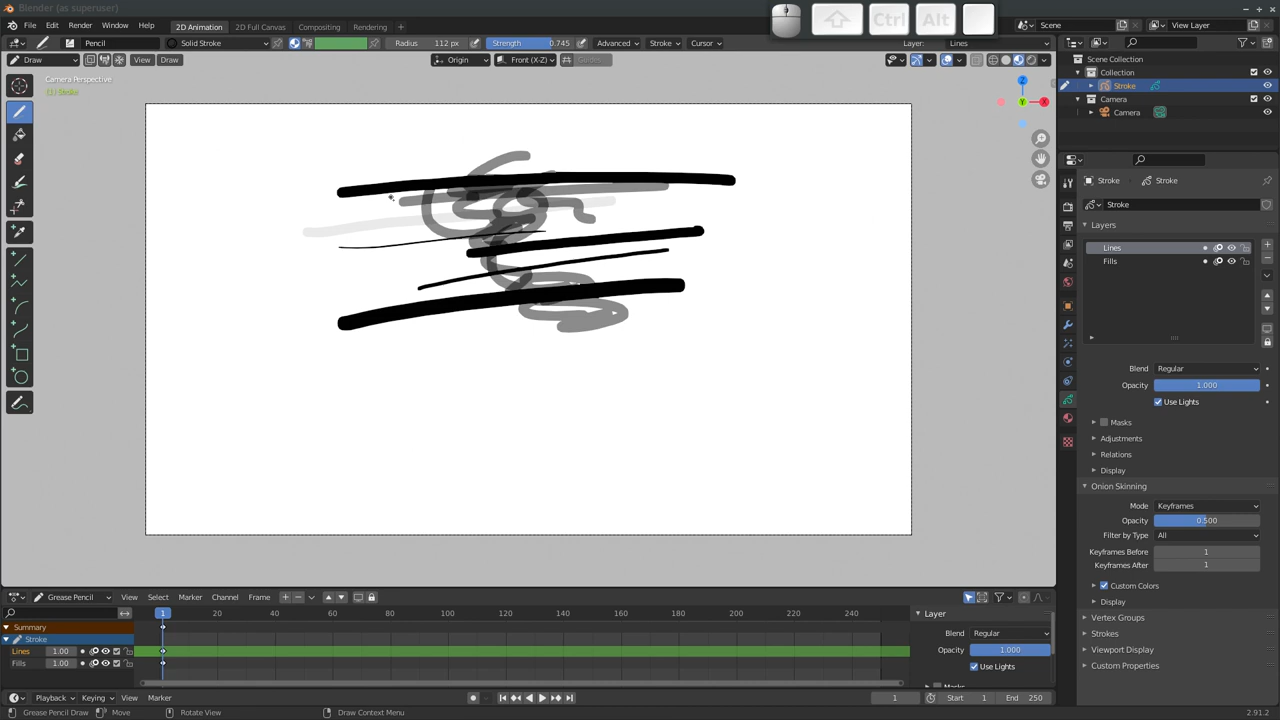 Blender (as superuser)
File Edit Render Window Help 2D Animation 2D Full Canvas Compositing Rendering Scene View Layer
Ctrl Alt
Pencil Solid Stroke Radius 112 px Strength 0.745 Advanced Stroke Cursor Layer: Lines
Draw View Draw Origin Front (X-Z) Guides
Scene Collection
Collection
Stroke
Camera
Camera
Camera Perspective
(1) Stroke
Z
Y
X
Stroke Stroke
Stroke
Layers
Lines
Fills
Blend Regular
Opacity 1.000
Use Lights
Masks
Adjustments
Relations
Display
Onion Skinning
Mode Keyframes
Opacity 0.500
Filter by Type All
Keyframes Before 1
Keyframes After 1
Custom Colors
Display
Vertex Groups
Strokes
Viewport Display
Custom Properties
Grease Pencil View Select Marker Channel Frame
1 20 40 60 80 100 120 140 160 180 200 220 240
Summary
Stroke
Lines 1.00
Fills 1.00
Layer
Blend Regular
Opacity 1.000
Use Lights
Playback Keying View Marker 1 Start 1 End 250
Grease Pencil Draw Move Rotate View Draw Context Menu 2.91.2